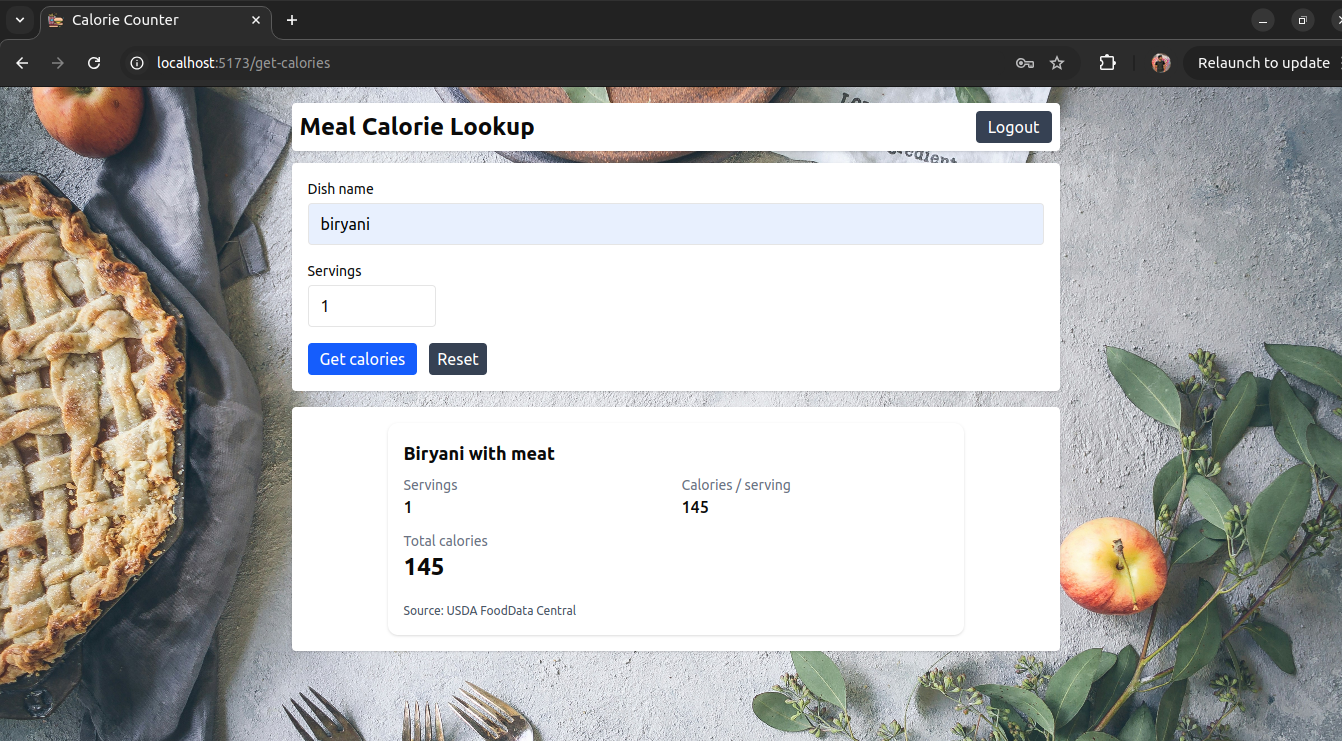 Calorie Counter
localhost:5173/get-calories
Relaunch to update
Meal Calorie Lookup
Logout
Dish name
biryani
Servings
1
Get calories
Reset
Biryani with meat
Servings
Calories / serving
1
145
Total calories
145
Source: USDA FoodData Central